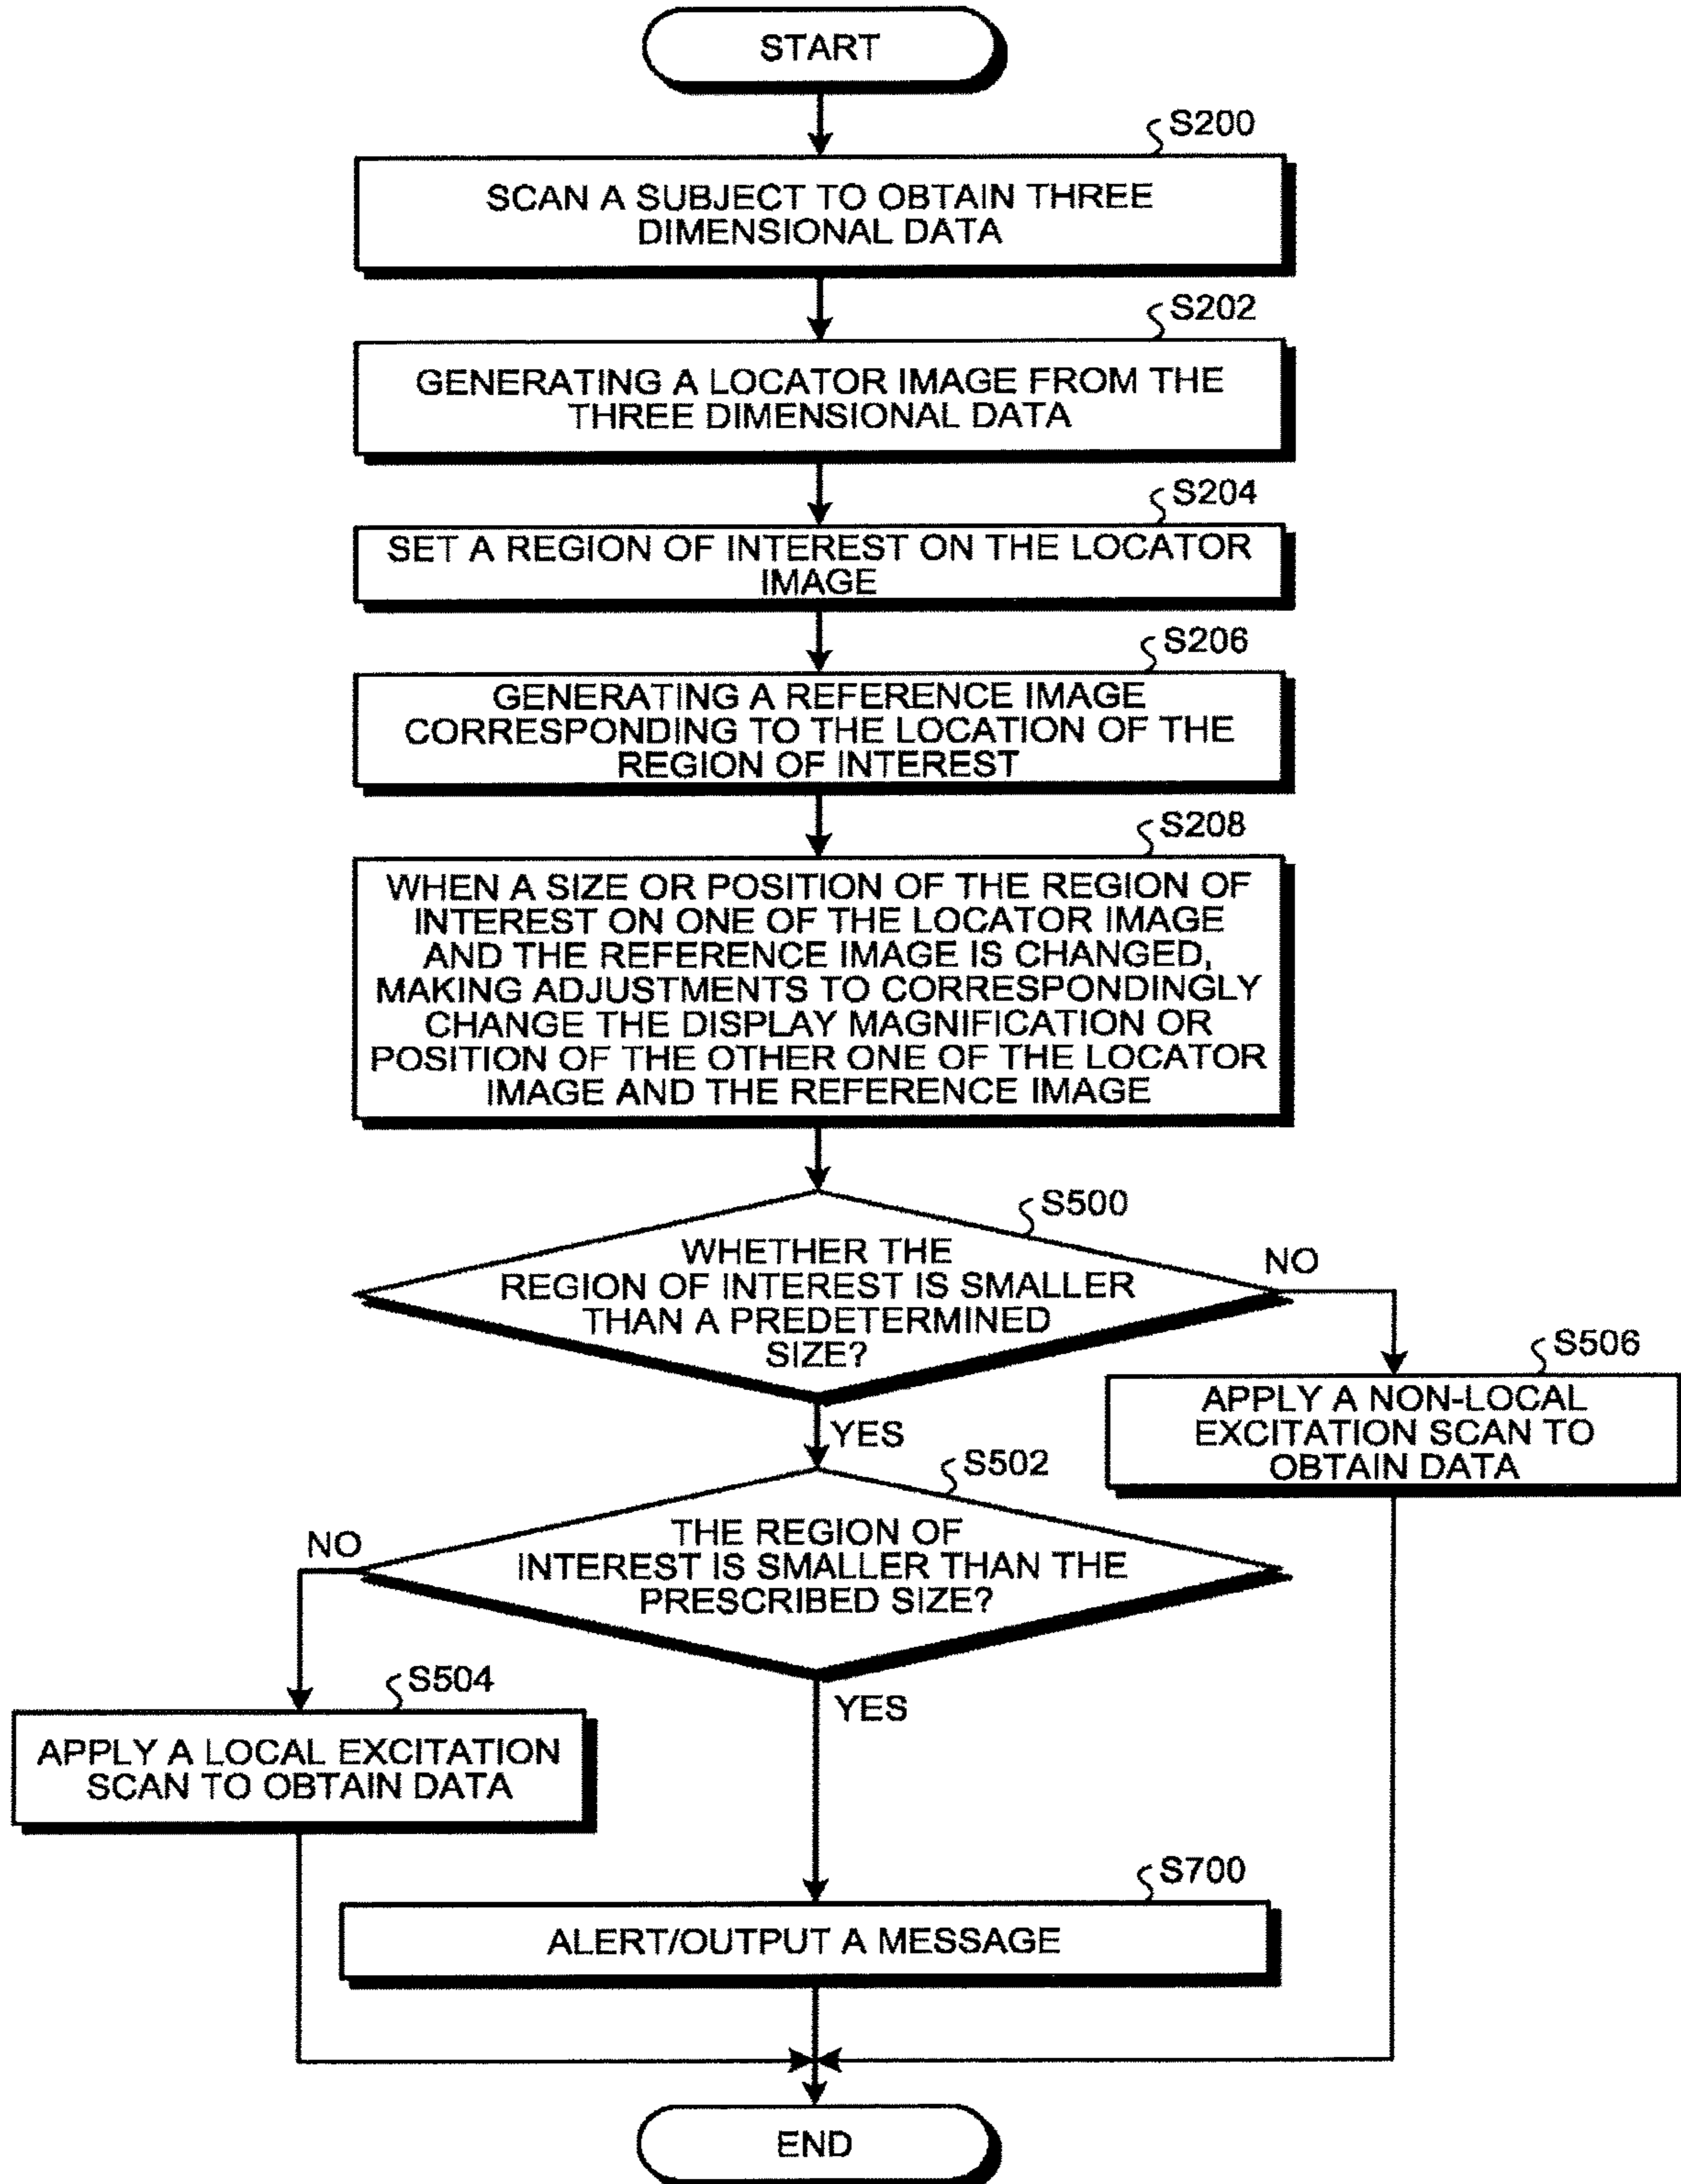 START
S200
SCAN A SUBJECT TO OBTAIN THREE
DIMENSIONAL DATA
S202
GENERATING A LOCATOR IMAGE FROM THE
THREE DIMENSIONAL DATA
S204
SET A REGION OF INTEREST ON THE LOCATOR
IMAGE
S206
GENERATING A REFERENCE IMAGE
CORRESPONDING TO THE LOCATION OF THE
REGION OF INTEREST
S208
WHEN A SIZE OR POSITION OF THE REGION OF
INTEREST ON ONE OF THE LOCATOR IMAGE
AND THE REFERENCE IMAGE IS CHANGED,
MAKING ADJUSTMENTS TO CORRESPONDINGLY
CHANGE THE DISPLAY MAGNIFICATION OR
POSITION OF THE OTHER ONE OF THE LOCATOR
IMAGE AND THE REFERENCE IMAGE
S500
WHETHER THE
REGION OF INTEREST IS SMALLER
THAN A PREDETERMINED
SIZE?
NO
S506
APPLY A NON-LOCAL
EXCITATION SCAN TO
OBTAIN DATA
YES
S502
THE REGION OF
INTEREST IS SMALLER THAN THE
PRESCRIBED SIZE?
NO
S504
APPLY A LOCAL EXCITATION
SCAN TO OBTAIN DATA
YES
S700
ALERT/OUTPUT A MESSAGE
END